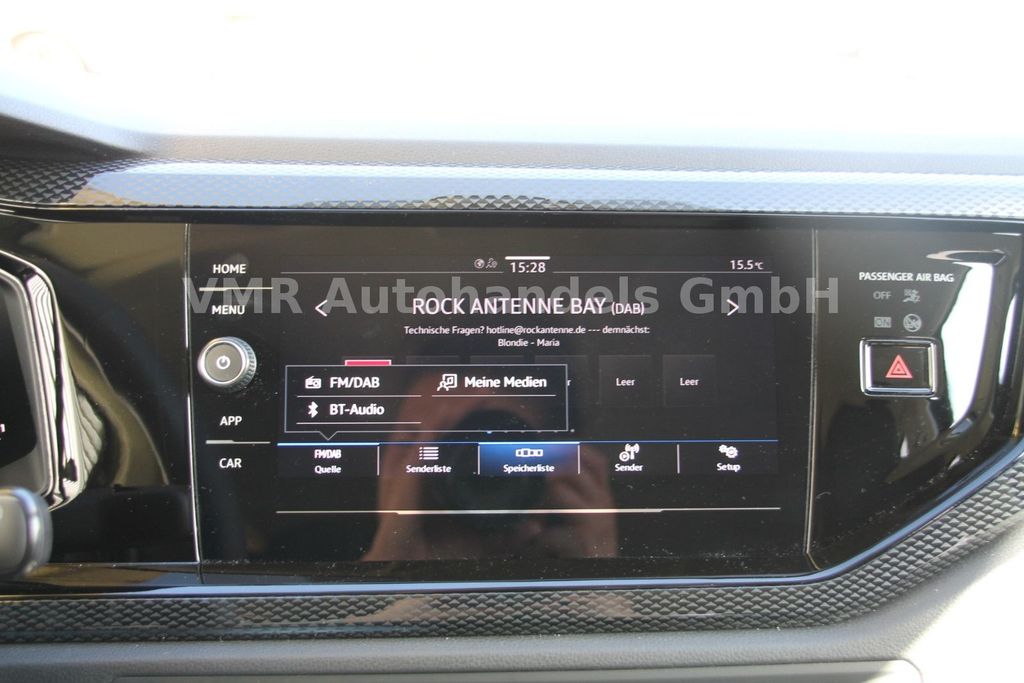 HOME
15:28
15.5°C
VMR Autohandels GmbH
MENU
< ROCK ANTENNE BAY (DAB) >
Technische Fragen? hotline@rockantenne.de --- demnächst:
Blondie - Maria
FM/DAB
Meine Medien
Leer
Leer
BT-Audio
APP
CAR
FM/DAB
Quelle
Senderliste
Speicherliste
Sender
Setup
PASSENGER AIR BAG
OFF
ON